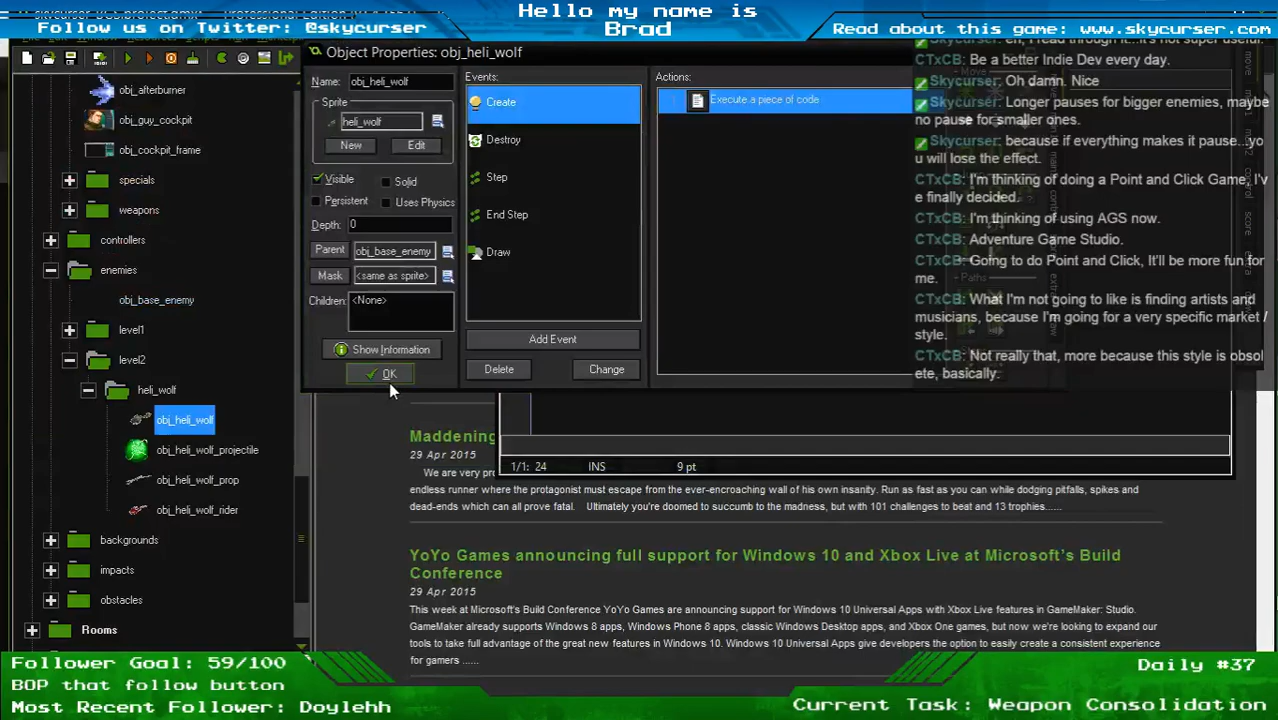 Hello my name is
Brad
Follow us on Twitter: @skycurser
Read about this game: www.skycurser.com
obj_afterburner
obj_guy_cockpit
obj_cockpit_frame
specials
weapons
controllers
enemies
obj_base_enemy
level1
level2
heli_wolf
obj_heli_wolf
obj_heli_wolf_projectile
obj_heli_wolf_prop
obj_heli_wolf_rider
backgrounds
impacts
obstacles
Rooms
Object Properties: obj_heli_wolf
Name: obj_heli_wolf
Sprite
heli_wolf
New
Edit
Visible
Solid
Persistent
Uses Physics
Depth: 0
Parent obj_base_enemy
Mask <same as sprite>
Children: <None>
Show Information
OK
Events:
Create
Destroy
Step
End Step
Draw
Add Event
Delete
Change
Actions:
Execute a piece of code
CTxCB: Be a better Indie Dev every day.
Skycurser: Oh damn. Nice
Skycurser: Longer pauses for bigger enemies, maybe
no pause for smaller ones.
Skycurser: because if everything makes it pause...yo
u will lose the effect.
CTxCB: I'm thinking of doing a Point and Click Game, I'v
e finally decided.
CTxCB: I'm thinking of using AGS now.
CTxCB: Adventure Game Studio.
CTxCB: Going to do Point and Click, It'll be more fun for
me.
CTxCB: What I'm not going to like is finding artists and
musicians, because I'm going for a very specific market /
style.
CTxCB: Not really that, more because this style is obsol
ete, basically.
1/1: 24
INS
9 pt
Maddening
29 Apr 2015
We are very pr
endless runner where the protagonist must escape from the ever-encroaching wall of his own insanity. Run as fast as you can while dodging pitfalls, spikes and
dead-ends which can all prove fatal. Ultimately you're doomed to succumb to the madness, but with 101 challenges to beat and 13 trophies......
YoYo Games announcing full support for Windows 10 and Xbox Live at Microsoft's Build
Conference
29 Apr 2015
This week at Microsoft's Build Conference YoYo Games are announcing support for Windows 10 Universal Apps with Xbox Live features in GameMaker: Studio.
GameMaker already supports Windows 8 apps, Windows Phone 8 apps, classic Windows Desktop apps, and Xbox One games, but now we're looking to expand our
tools to take full advantage of the great new features in Windows 10. Windows 10 Universal Apps give developers the option to easily create a consistent experience
for gamers ......
Follower Goal: 59/100
BOP that follow button
Most Recent Follower: Doylehh
Daily #37
Current Task: Weapon Consolidation